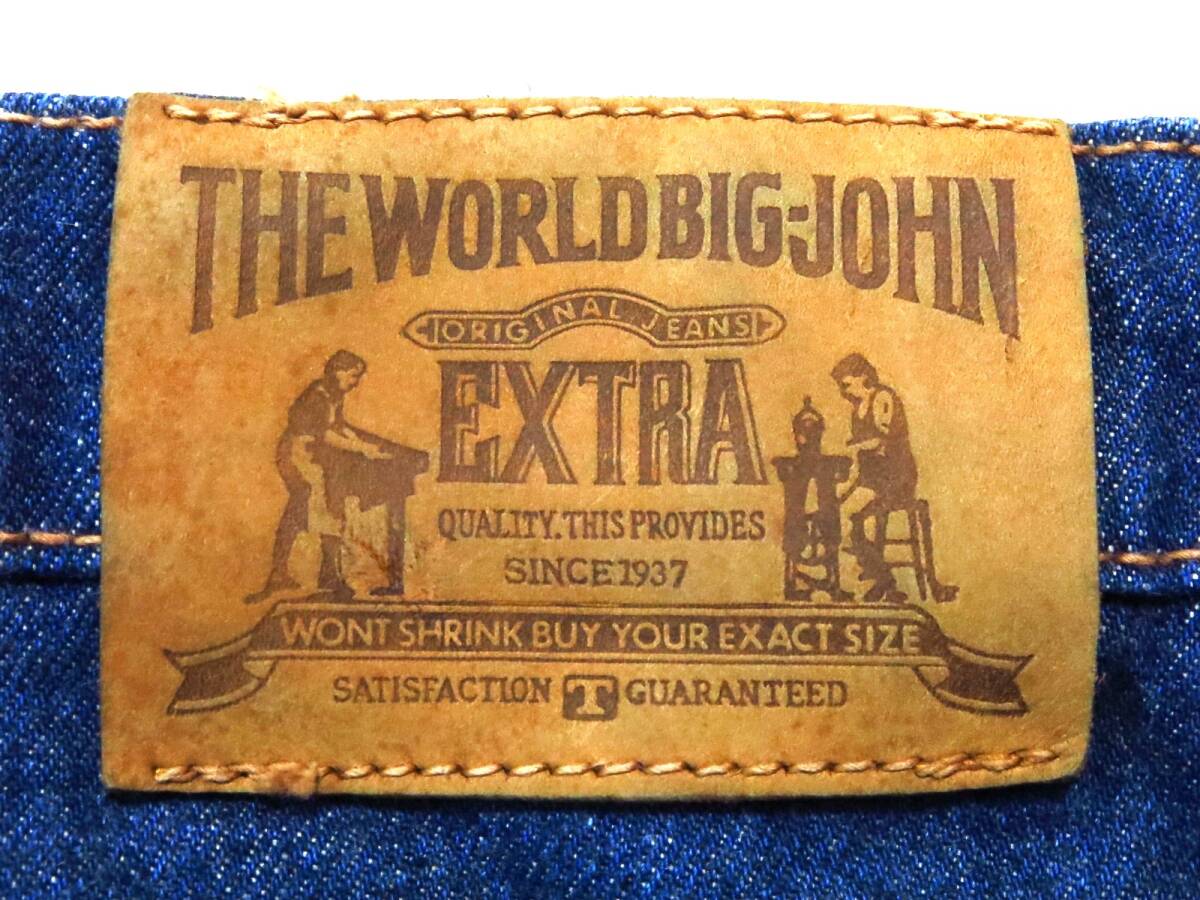 THE WORLD BIG-JOHN
ORIGINAL JEANS
EXTRA
QUALITY. THIS PROVIDES
SINCE 1937
WONT SHRINK BUY YOUR EXACT SIZE
SATISFACTION T GUARANTEED